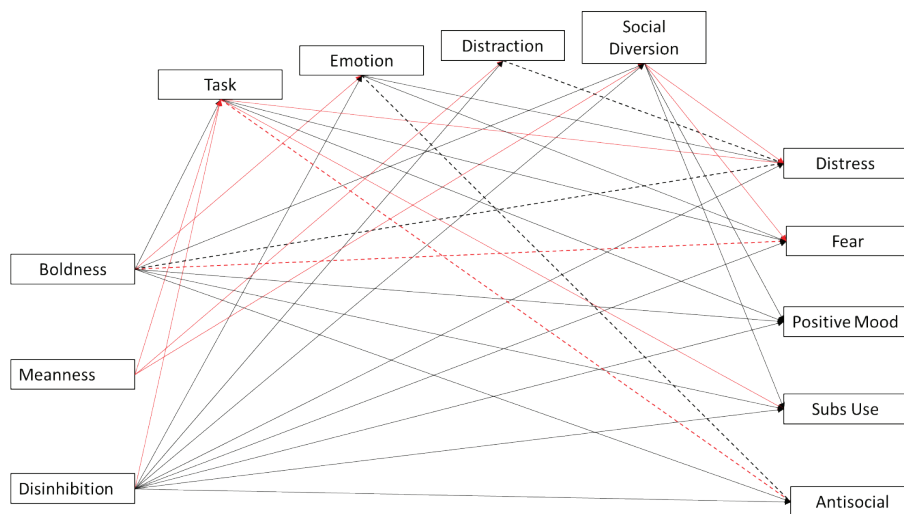 Social
Diversion
Distraction
Emotion
Task
Distress
Fear
Boldness
Positive Mood
Meanness
Subs Use
Disinhibition
Antisocial